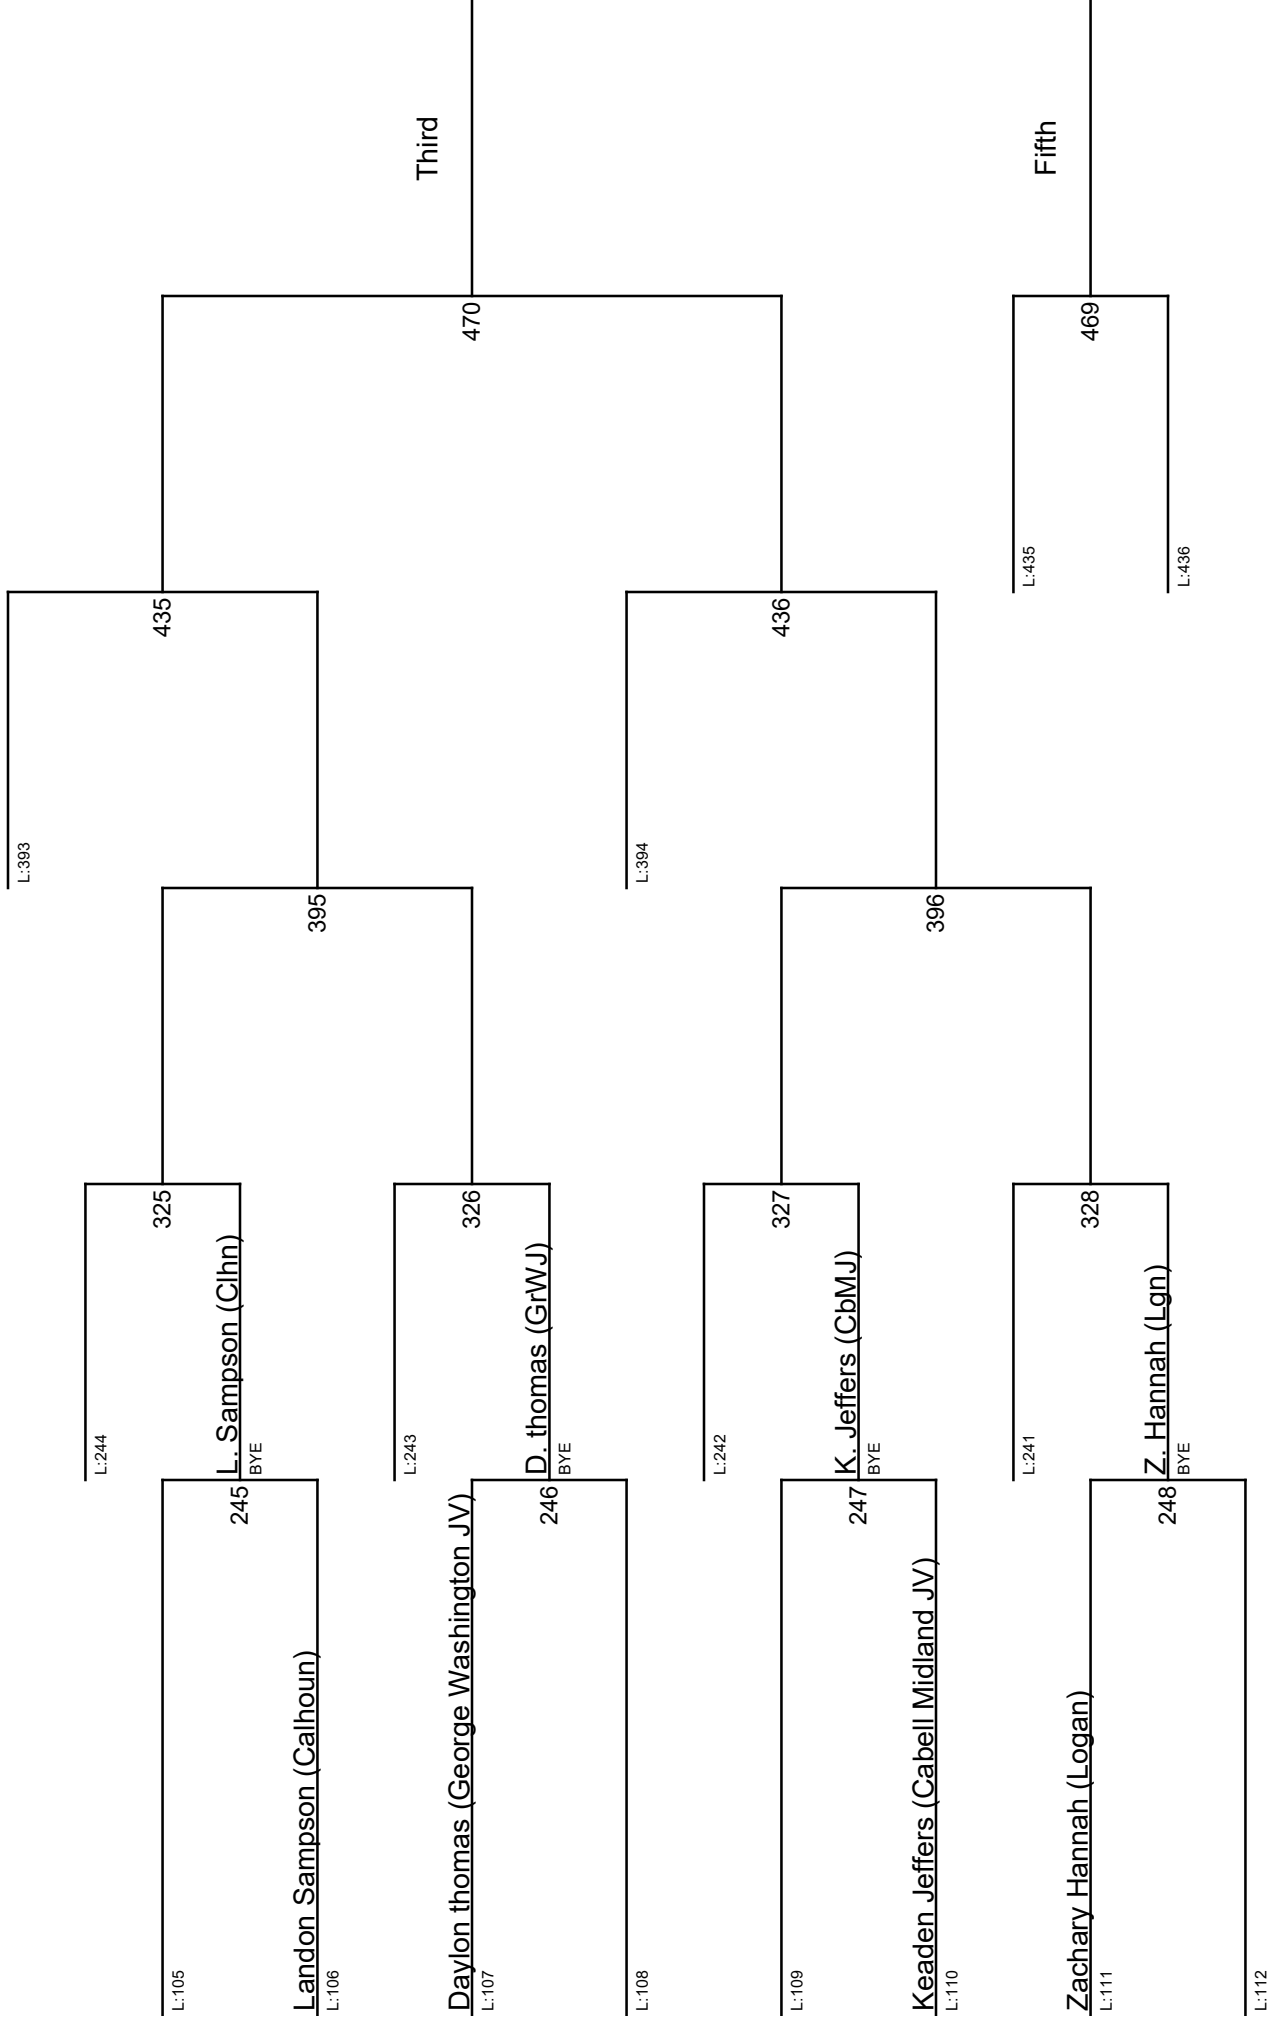 L:105
Landon Sampson (Calhoun)
L:106
Daylon thomas (George Washington JV)
L:107
L:108
L:109
Keaden Jeffers (Cabell Midland JV)
L:110
Zachary Hannah (Logan)
L:111
L:112
245
246
247
248
L:244
L. Sampson (Clhn)
BYE
L:243
D. thomas (GrWJ)
BYE
L:242
K. Jeffers (CbMJ)
BYE
L:241
Z. Hannah (Lgn)
BYE
325
326
327
328
L:393
395
L:394
396
435
436
L:435
L:436
470
469
Third
Fifth